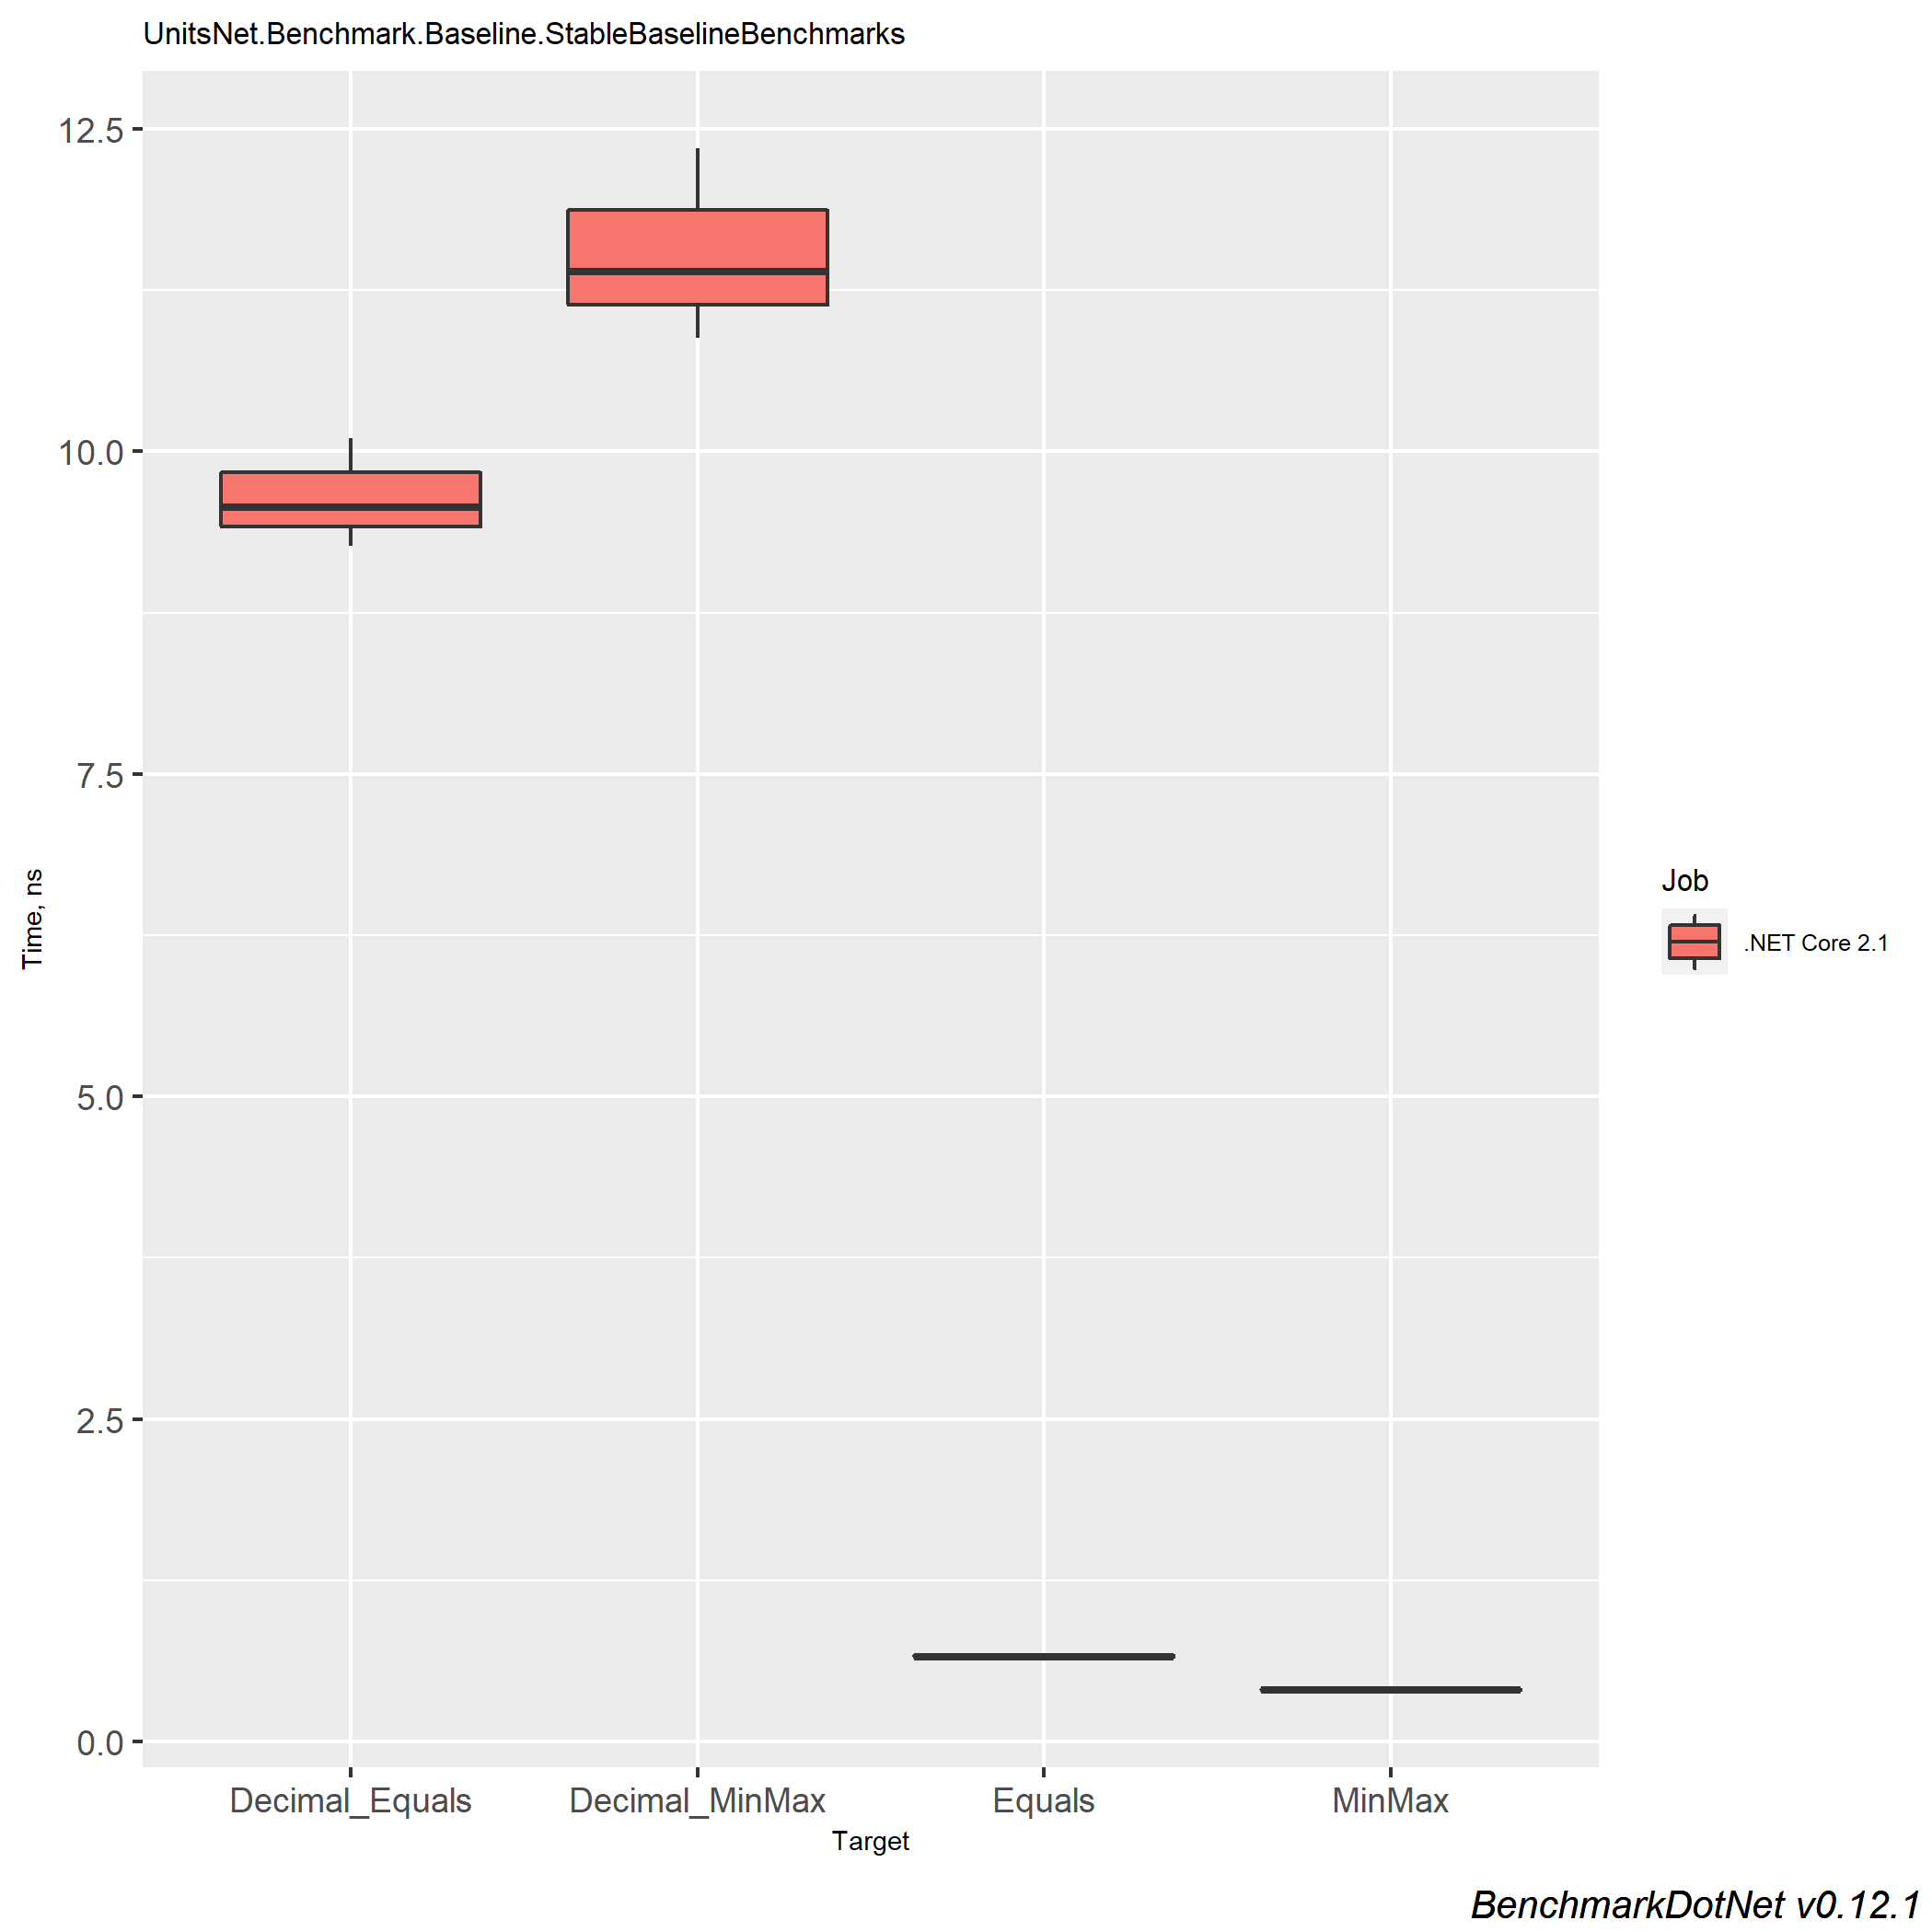 UnitsNet.Benchmark.Baseline.StableBaselineBenchmarks
12.5
10.0
7.5
5.0
2.5
0.0
Time, ns
Decimal_Equals
Decimal_MinMax
Equals
MinMax
Target
Job
.NET Core 2.1
BenchmarkDotNet v0.12.1